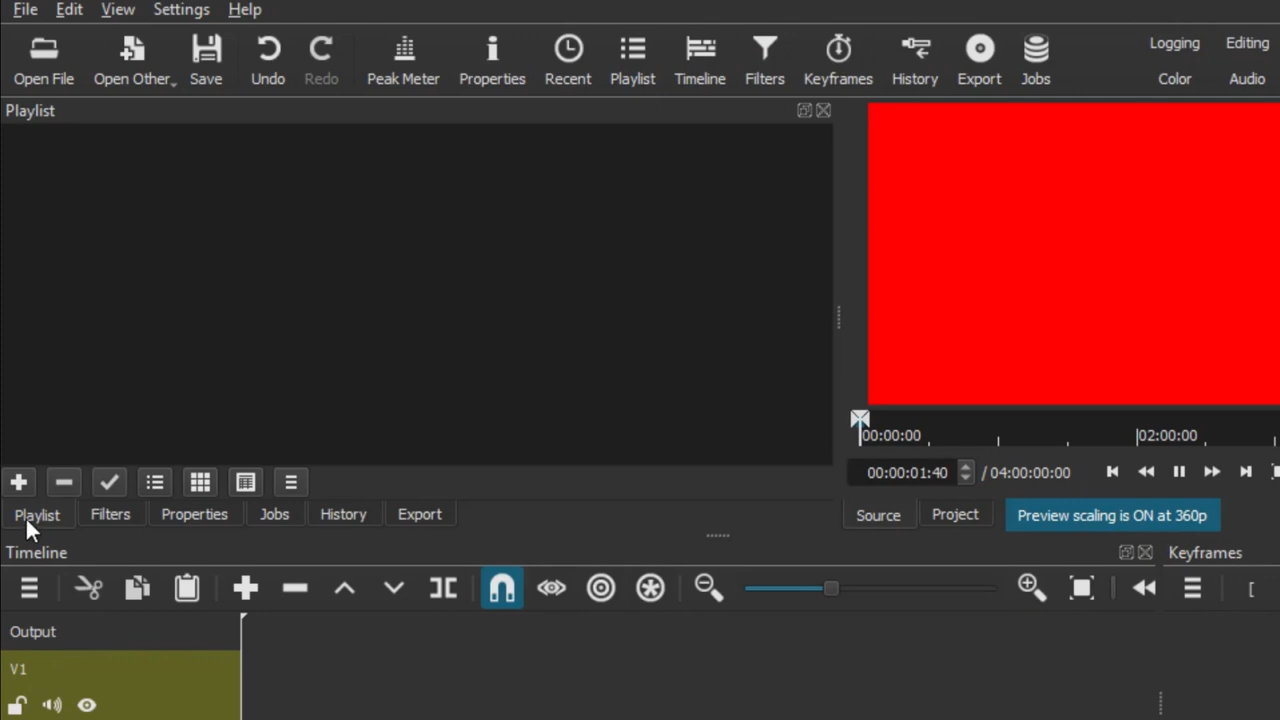 File Edit View Settings Help
Open File Open Other Save Undo Redo Peak Meter Properties Recent Playlist Timeline Filters Keyframes History Export Jobs
Logging Editing
Color Audio
Playlist
00:00:00 02:00:00
00:00:01:40 / 04:00:00:00
Playlist Filters Properties Jobs History Export
Source Project Preview scaling is ON at 360p
Timeline Keyframes
Output
V1